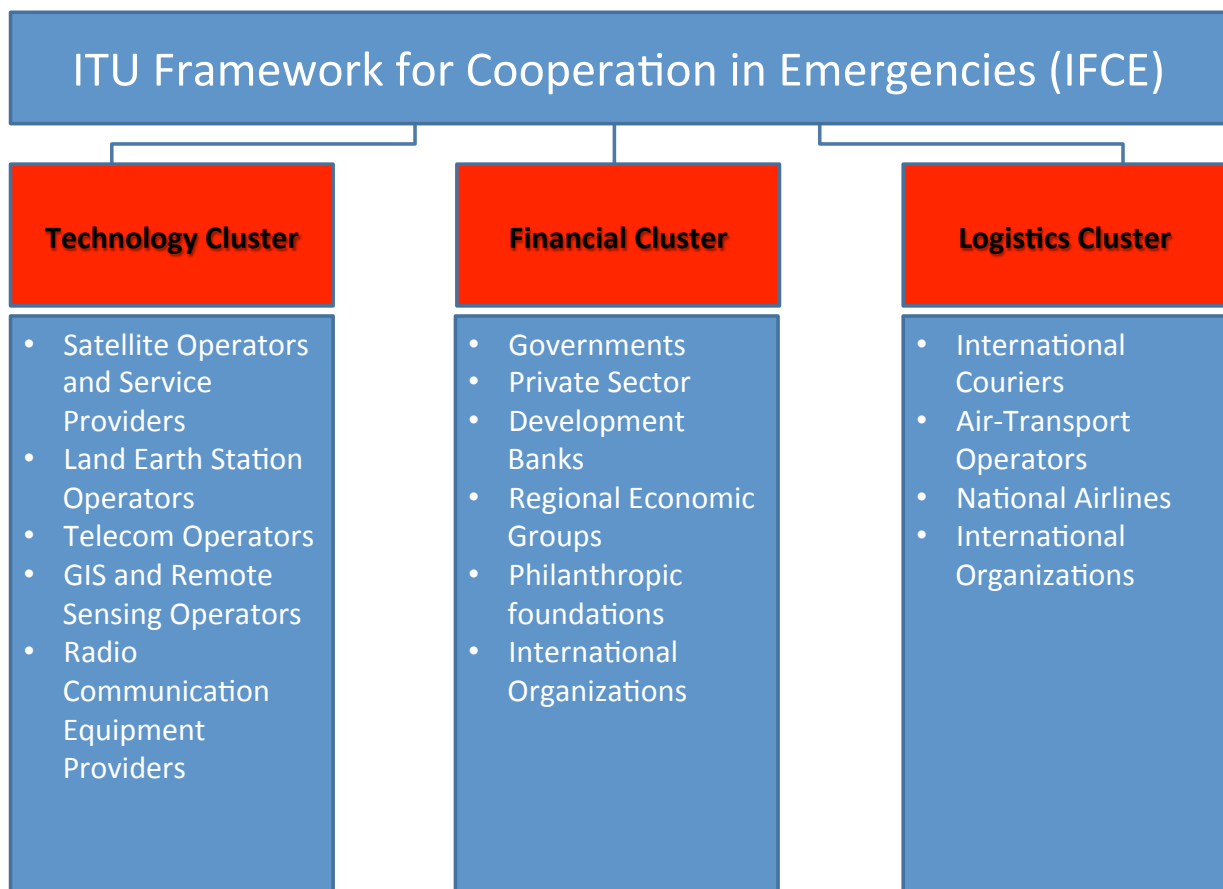 ITU Framework for Cooperation in Emergencies (IFCE)
Technology Cluster
• Satellite Operators
and Service
Providers
• Land Earth Station
Operators
• Telecom Operators
• GIS and Remote
Sensing Operators
• Radio
Communication
Equipment
Providers
Financial Cluster
• Governments
• Private Sector
• Development
Banks
• Regional Economic
Groups
• Philanthropic
foundations
• International
Organizations
Logistics Cluster
• International
Couriers
• Air-Transport
Operators
• National Airlines
• International
Organizations